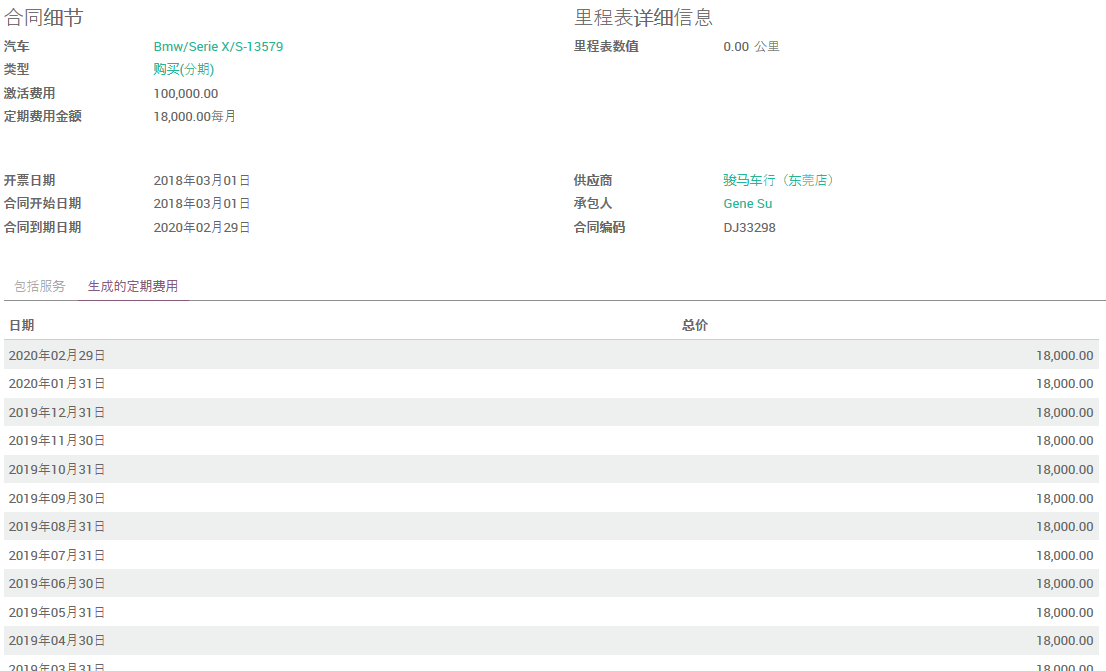 合同细节
汽车 Bmw/Serie X/S-13579
类型 购买(分期)
激活费用 100,000.00
定期费用金额 18,000.00每月
里程表详细信息
里程表数值 0.00 公里
开票日期 2018年03月01日
合同开始日期 2018年03月01日
合同到期日期 2020年02月29日
供应商 骏马车行（东莞店）
承包人 Gene Su
合同编码 DJ33298
包括服务 生成的定期费用
日期 总价
2020年02月29日 18,000.00
2020年01月31日 18,000.00
2019年12月31日 18,000.00
2019年11月30日 18,000.00
2019年10月31日 18,000.00
2019年09月30日 18,000.00
2019年08月31日 18,000.00
2019年07月31日 18,000.00
2019年06月30日 18,000.00
2019年05月31日 18,000.00
2019年04月30日 18,000.00
2019年03月31日 18,000.00